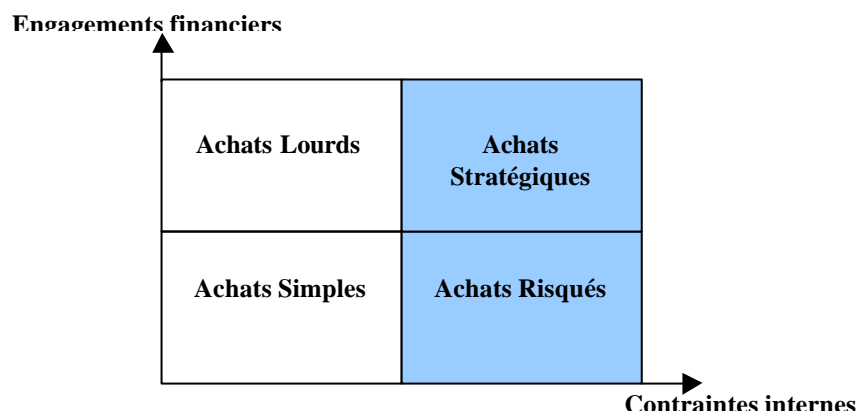 Engagements financiers
Achats Lourds
Achats
Stratégiques
Achats Simples
Achats Risqués
Contraintes internes